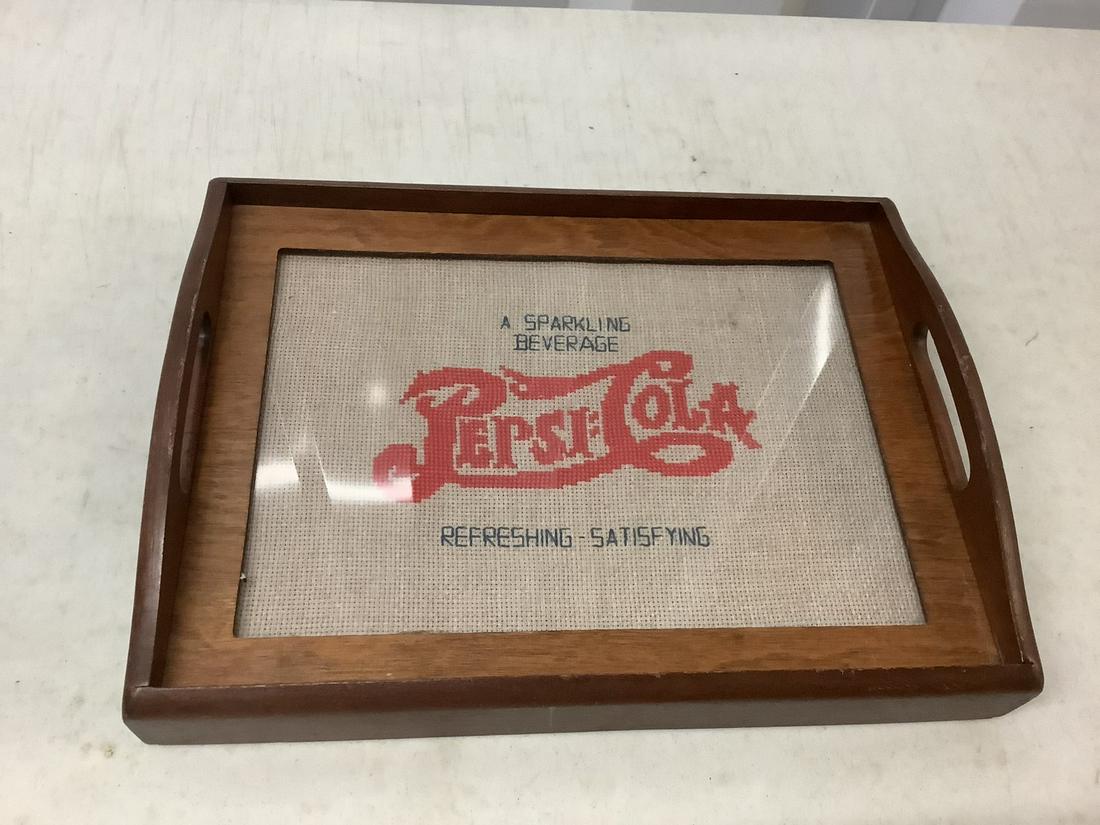 A SPARKLING
BEVERAGE
PEPSI-COLA
REFRESHING - SATISFYING